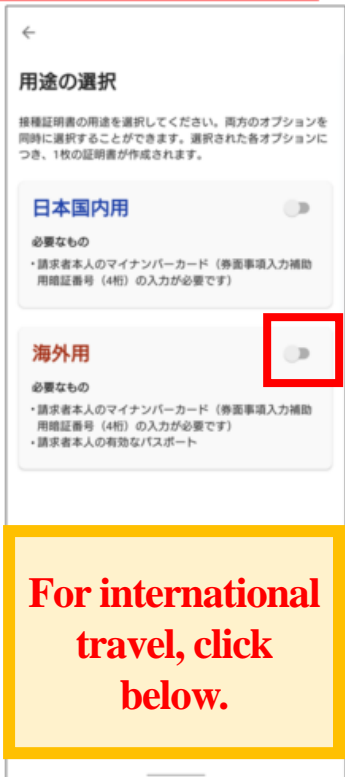 ←
用途の選択
接種証明書の用途を選択してください。両方のオプションを
同時に選択することができます。選択された各オプションに
つき、1枚の証明書が作成されます。
日本国内用
必要なもの
・請求者本人のマイナンバーカード（券面事項入力補助
用暗証番号（4桁）の入力が必要です）
海外用
必要なもの
・請求者本人のマイナンバーカード（券面事項入力補助
用暗証番号（4桁）の入力が必要です）
・請求者本人の有効なパスポート
For international
travel, click
below.